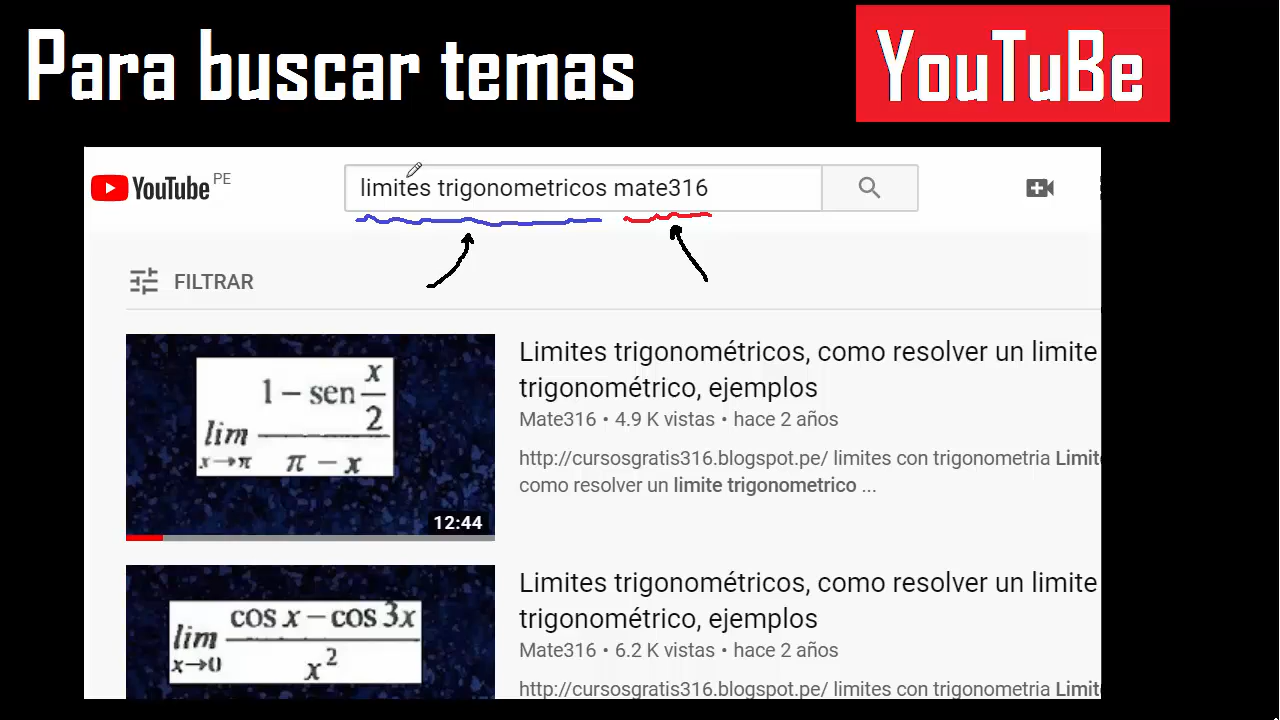 Para buscar temas
YouTuBe
YouTube PE
limites trigonometricos mate316
FILTRAR
Limites trigonométricos, como resolver un limite
trigonométrico, ejemplos
Mate316 • 4.9 K vistas • hace 2 años
http://cursosgratis316.blogspot.pe/ limites con trigonometria Limit
como resolver un limite trigonometrico ...
1 − sen x/2
lim
x→π
π − x
12:44
Limites trigonométricos, como resolver un limite
trigonométrico, ejemplos
Mate316 • 6.2 K vistas • hace 2 años
http://cursosgratis316.blogspot.pe/ limites con trigonometria Limit
cos x − cos 3x
lim
x→0
x²